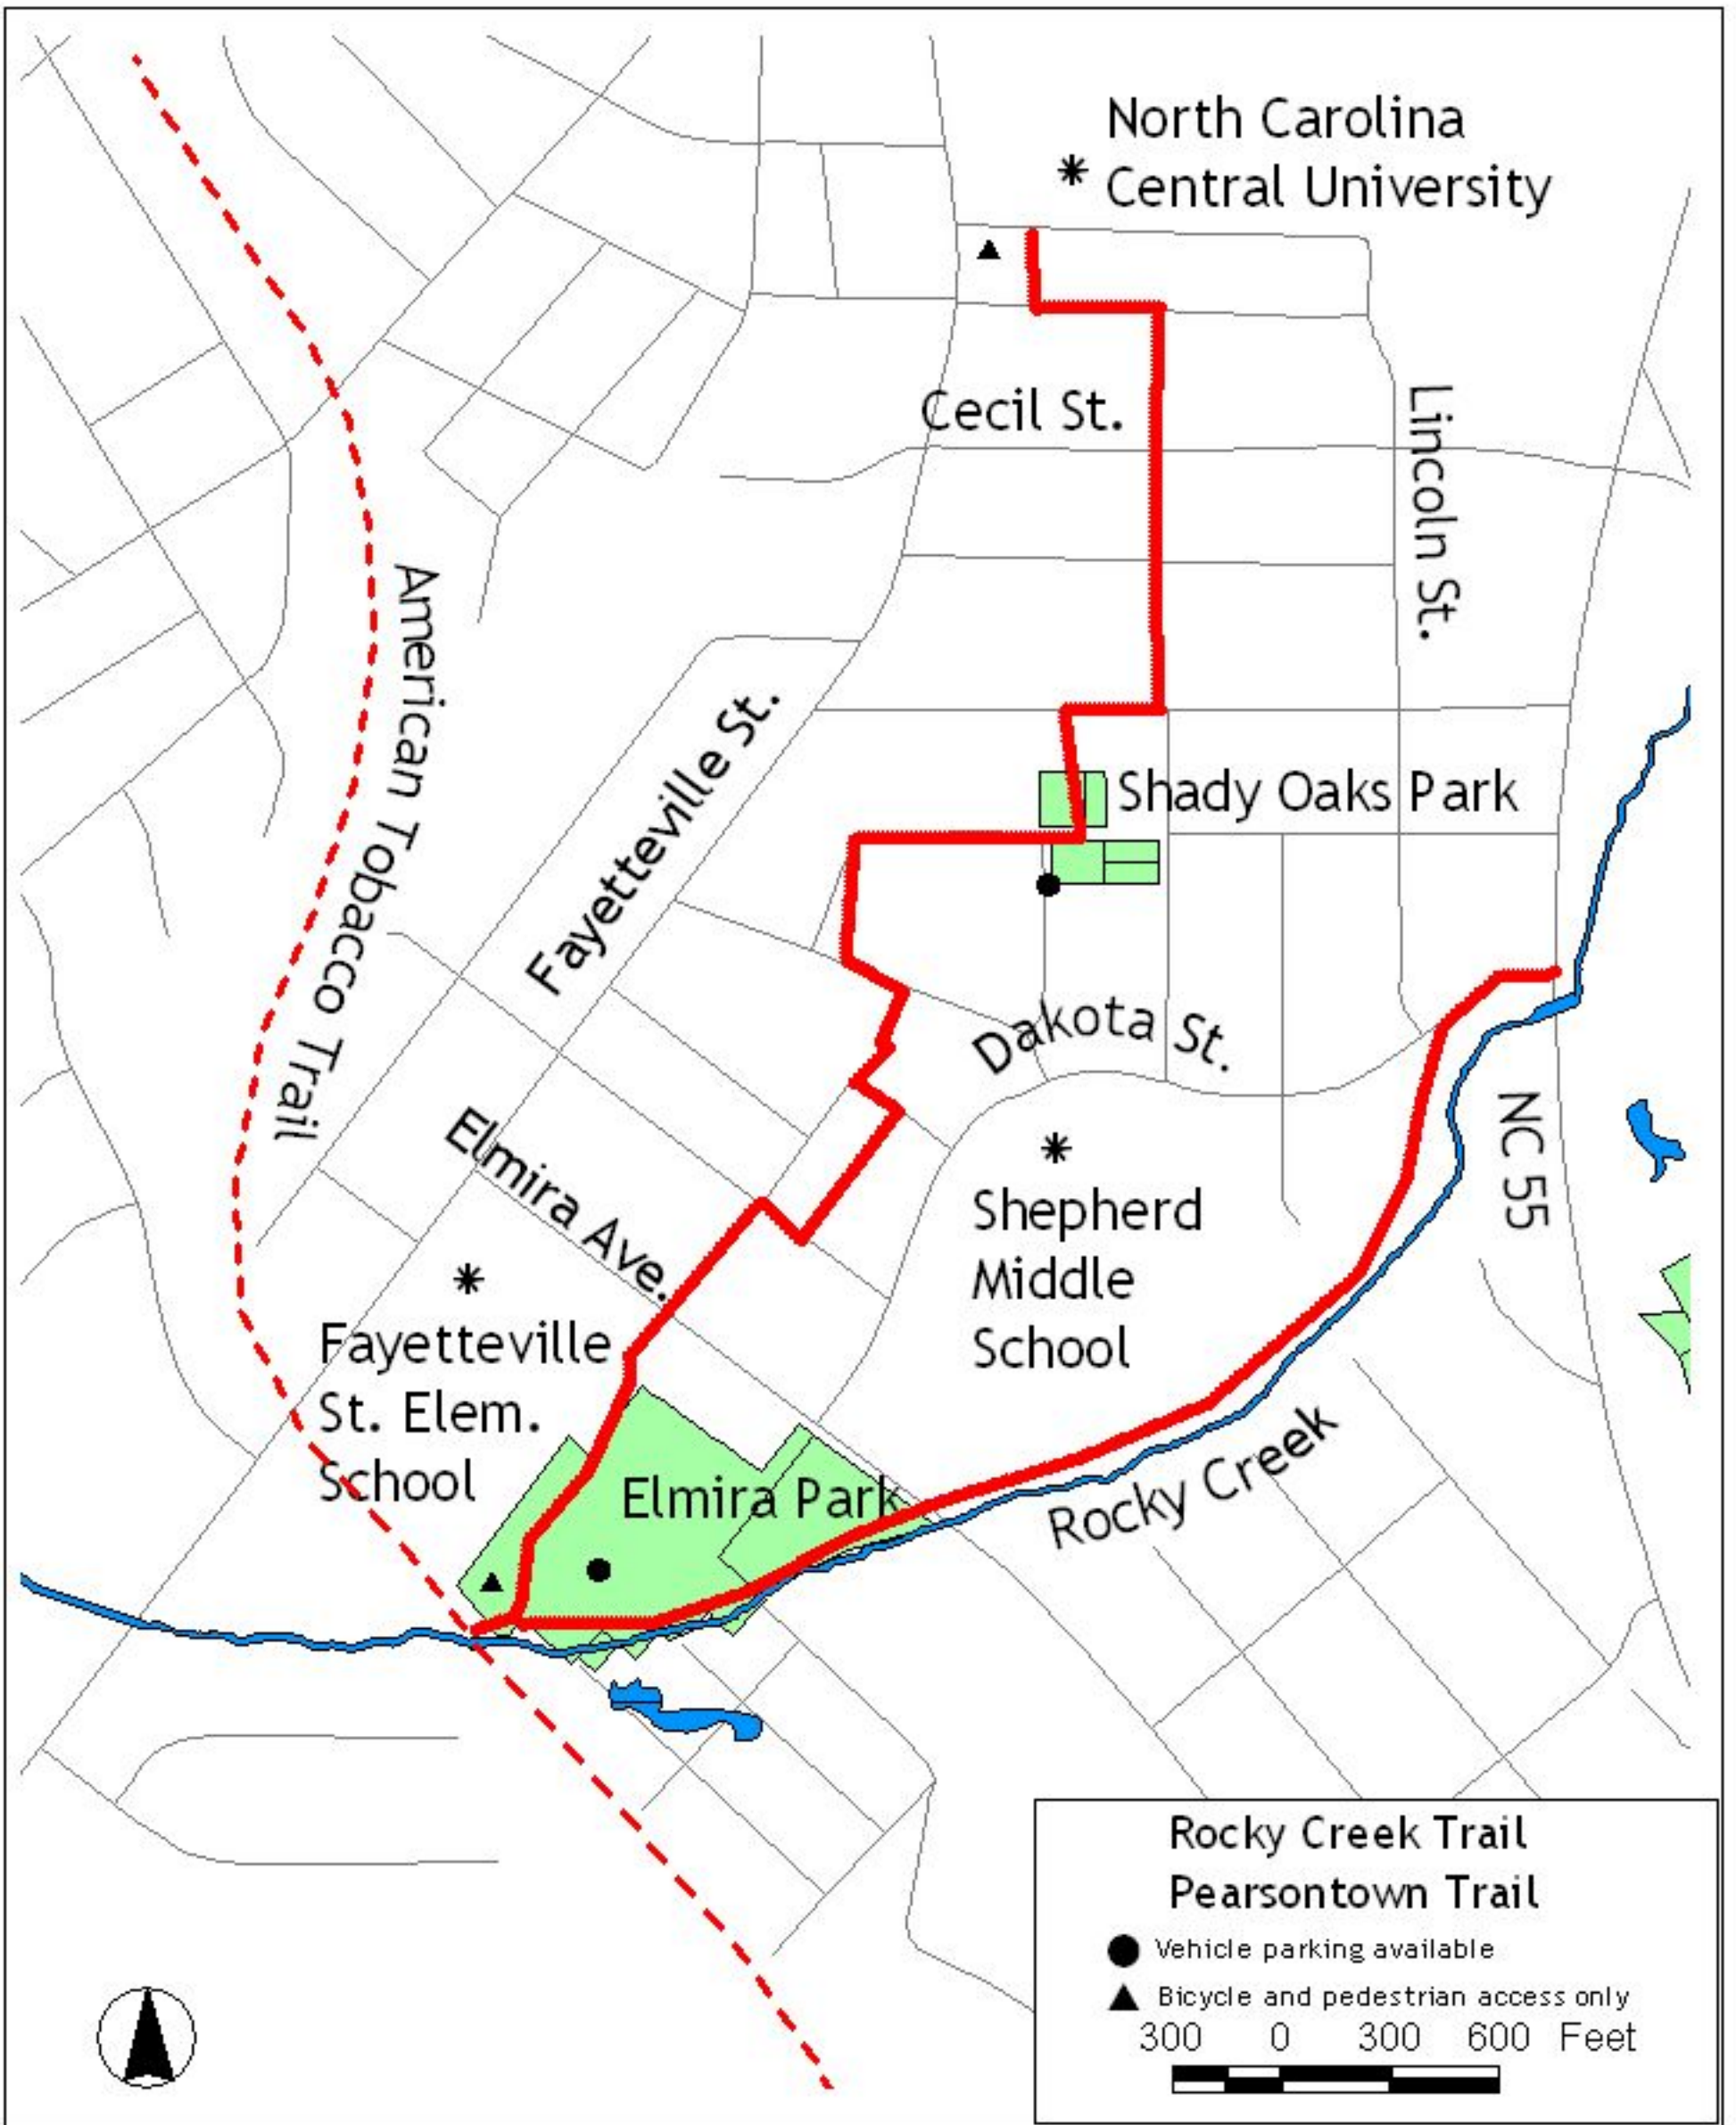 North Carolina
Central University
Cecil St.
Lincoln St.
American Tobacco Trail
Fayetteville St.
Shady Oaks Park
Dakota St.
NC 55
Elmira Ave.
Shepherd
Middle
School
Fayetteville
St. Elem.
School
Elmira Park
Rocky Creek
Rocky Creek Trail
Pearsontown Trail
Vehicle parking available
Bicycle and pedestrian access only
300 0 300 600 Feet